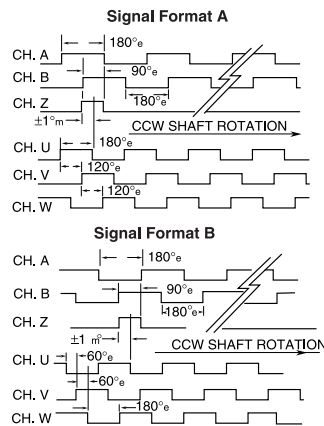 Signal Format A
CH. A
180°e
CH. B
90°e
180°e
CH. Z
±1°m
CCW SHAFT ROTATION
CH. U
180°e
120°e
CH. V
120°e
CH. W
Signal Format B
CH. A
180°e
90°e
CH. B
180°e
CH. Z
±1 m°
CCW SHAFT ROTATION
CH. U
60°e
60°e
CH. V
180°e
CH. W